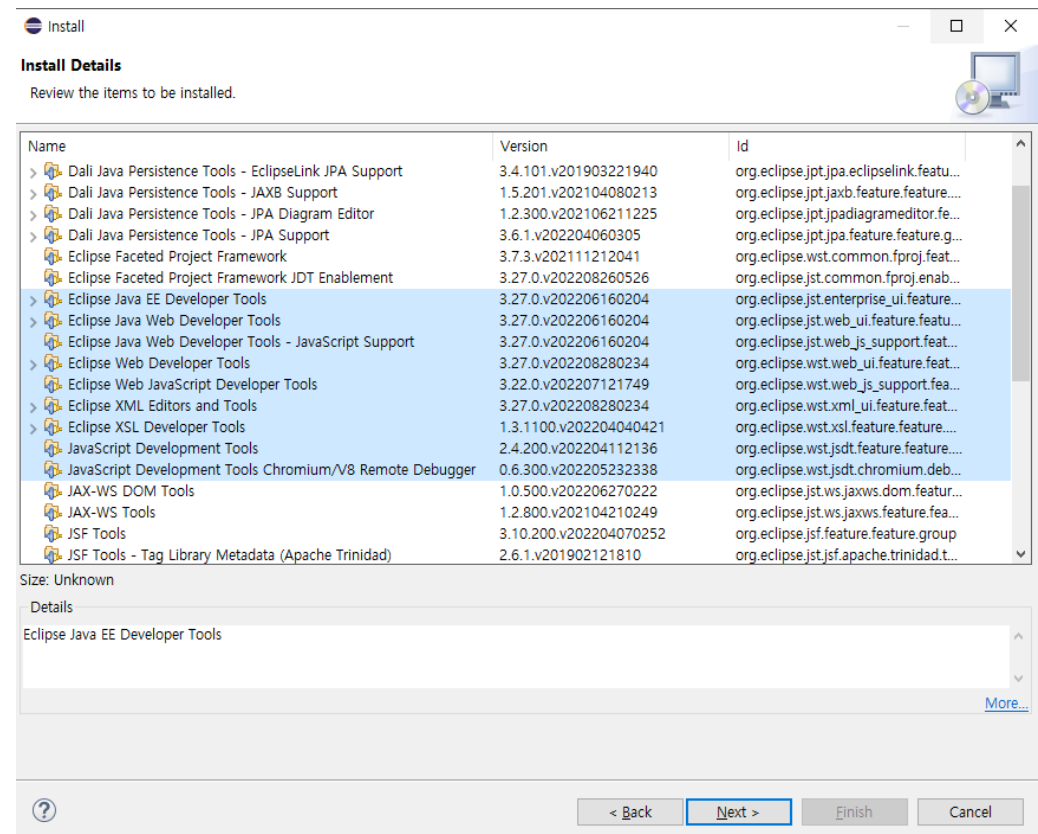 Install
Install Details
Review the items to be installed.
Name Version Id
Dali Java Persistence Tools - EclipseLink JPA Support 3.4.101.v201903221940 org.eclipse.jpt.jpa.eclipselink.featu...
Dali Java Persistence Tools - JAXB Support 1.5.201.v202104080213 org.eclipse.jpt.jaxb.feature.feature....
Dali Java Persistence Tools - JPA Diagram Editor 1.2.300.v202106211225 org.eclipse.jpt.jpadiagrameditor.fe...
Dali Java Persistence Tools - JPA Support 3.6.1.v202204060305 org.eclipse.jpt.jpa.feature.feature.g...
Eclipse Faceted Project Framework 3.7.3.v202111212041 org.eclipse.wst.common.fproj.feat...
Eclipse Faceted Project Framework JDT Enablement 3.27.0.v202208260526 org.eclipse.jst.common.fproj.enab...
Eclipse Java EE Developer Tools 3.27.0.v202206160204 org.eclipse.jst.enterprise_ui.feature...
Eclipse Java Web Developer Tools 3.27.0.v202206160204 org.eclipse.jst.web_ui.feature.featu...
Eclipse Java Web Developer Tools - JavaScript Support 3.27.0.v202206160204 org.eclipse.jst.web_js_support.feat...
Eclipse Web Developer Tools 3.27.0.v202208280234 org.eclipse.wst.web_ui.feature.feat...
Eclipse Web JavaScript Developer Tools 3.22.0.v202207121749 org.eclipse.wst.web_js_support.fea...
Eclipse XML Editors and Tools 3.27.0.v202208280234 org.eclipse.wst.xml_ui.feature.feat...
Eclipse XSL Developer Tools 1.3.1100.v202204040421 org.eclipse.wst.xsl.feature.feature....
JavaScript Development Tools 2.4.200.v202204112136 org.eclipse.wst.jsdt.feature.feature....
JavaScript Development Tools Chromium/V8 Remote Debugger 0.6.300.v202205232338 org.eclipse.wst.jsdt.chromium.deb...
JAX-WS DOM Tools 1.0.500.v202206270222 org.eclipse.jst.ws.jaxws.dom.featur...
JAX-WS Tools 1.2.800.v202104210249 org.eclipse.jst.ws.jaxws.feature.fea...
JSF Tools 3.10.200.v202204070252 org.eclipse.jsf.feature.feature.group
JSF Tools - Tag Library Metadata (Apache Trinidad) 2.6.1.v201902121810 org.eclipse.jst.jsf.apache.trinidad.t...
Size: Unknown
Details
Eclipse Java EE Developer Tools
More...
< Back Next > Finish Cancel